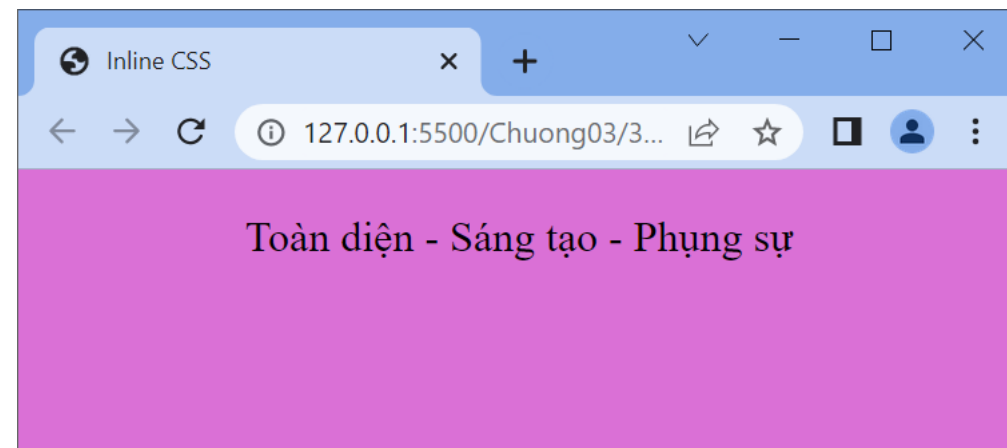 Inline CSS
127.0.0.1:5500/Chuong03/3...
Toàn diện - Sáng tạo - Phụng sự